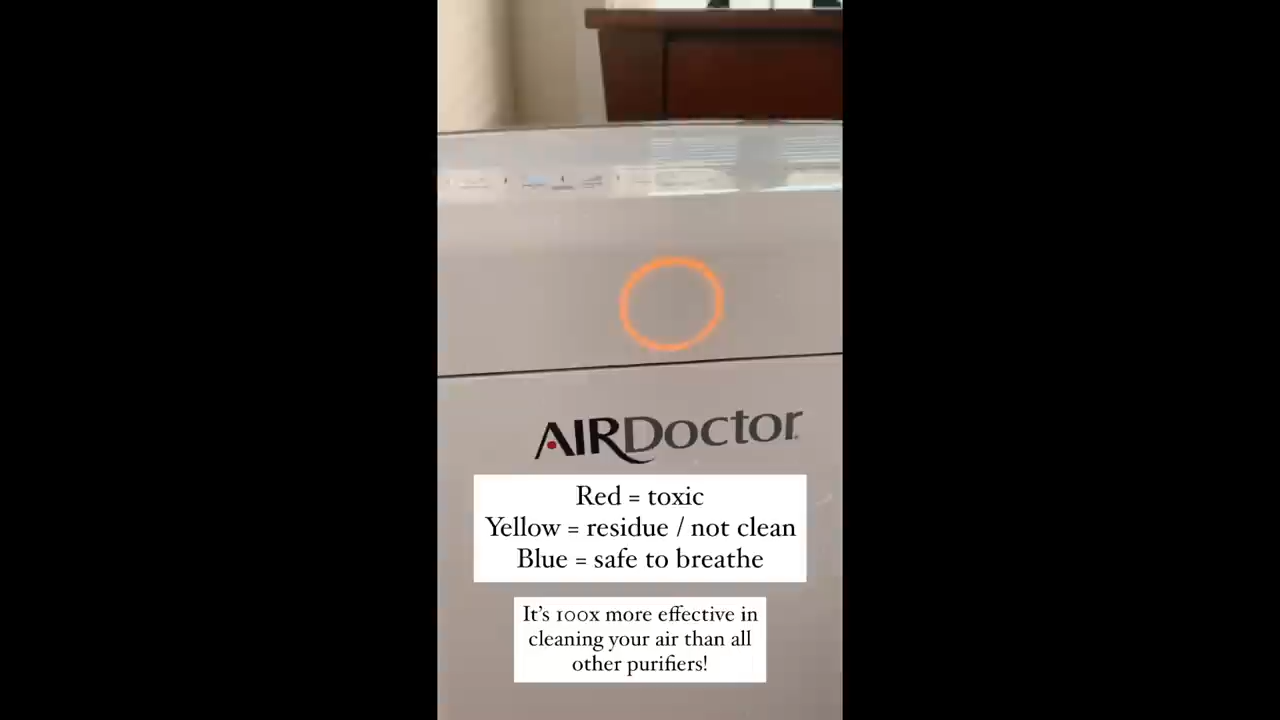 AIRDOCTOR
Red = toxic
Yellow = residue / not clean
Blue = safe to breathe
It's 100x more effective in
cleaning your air than all
other purifiers!